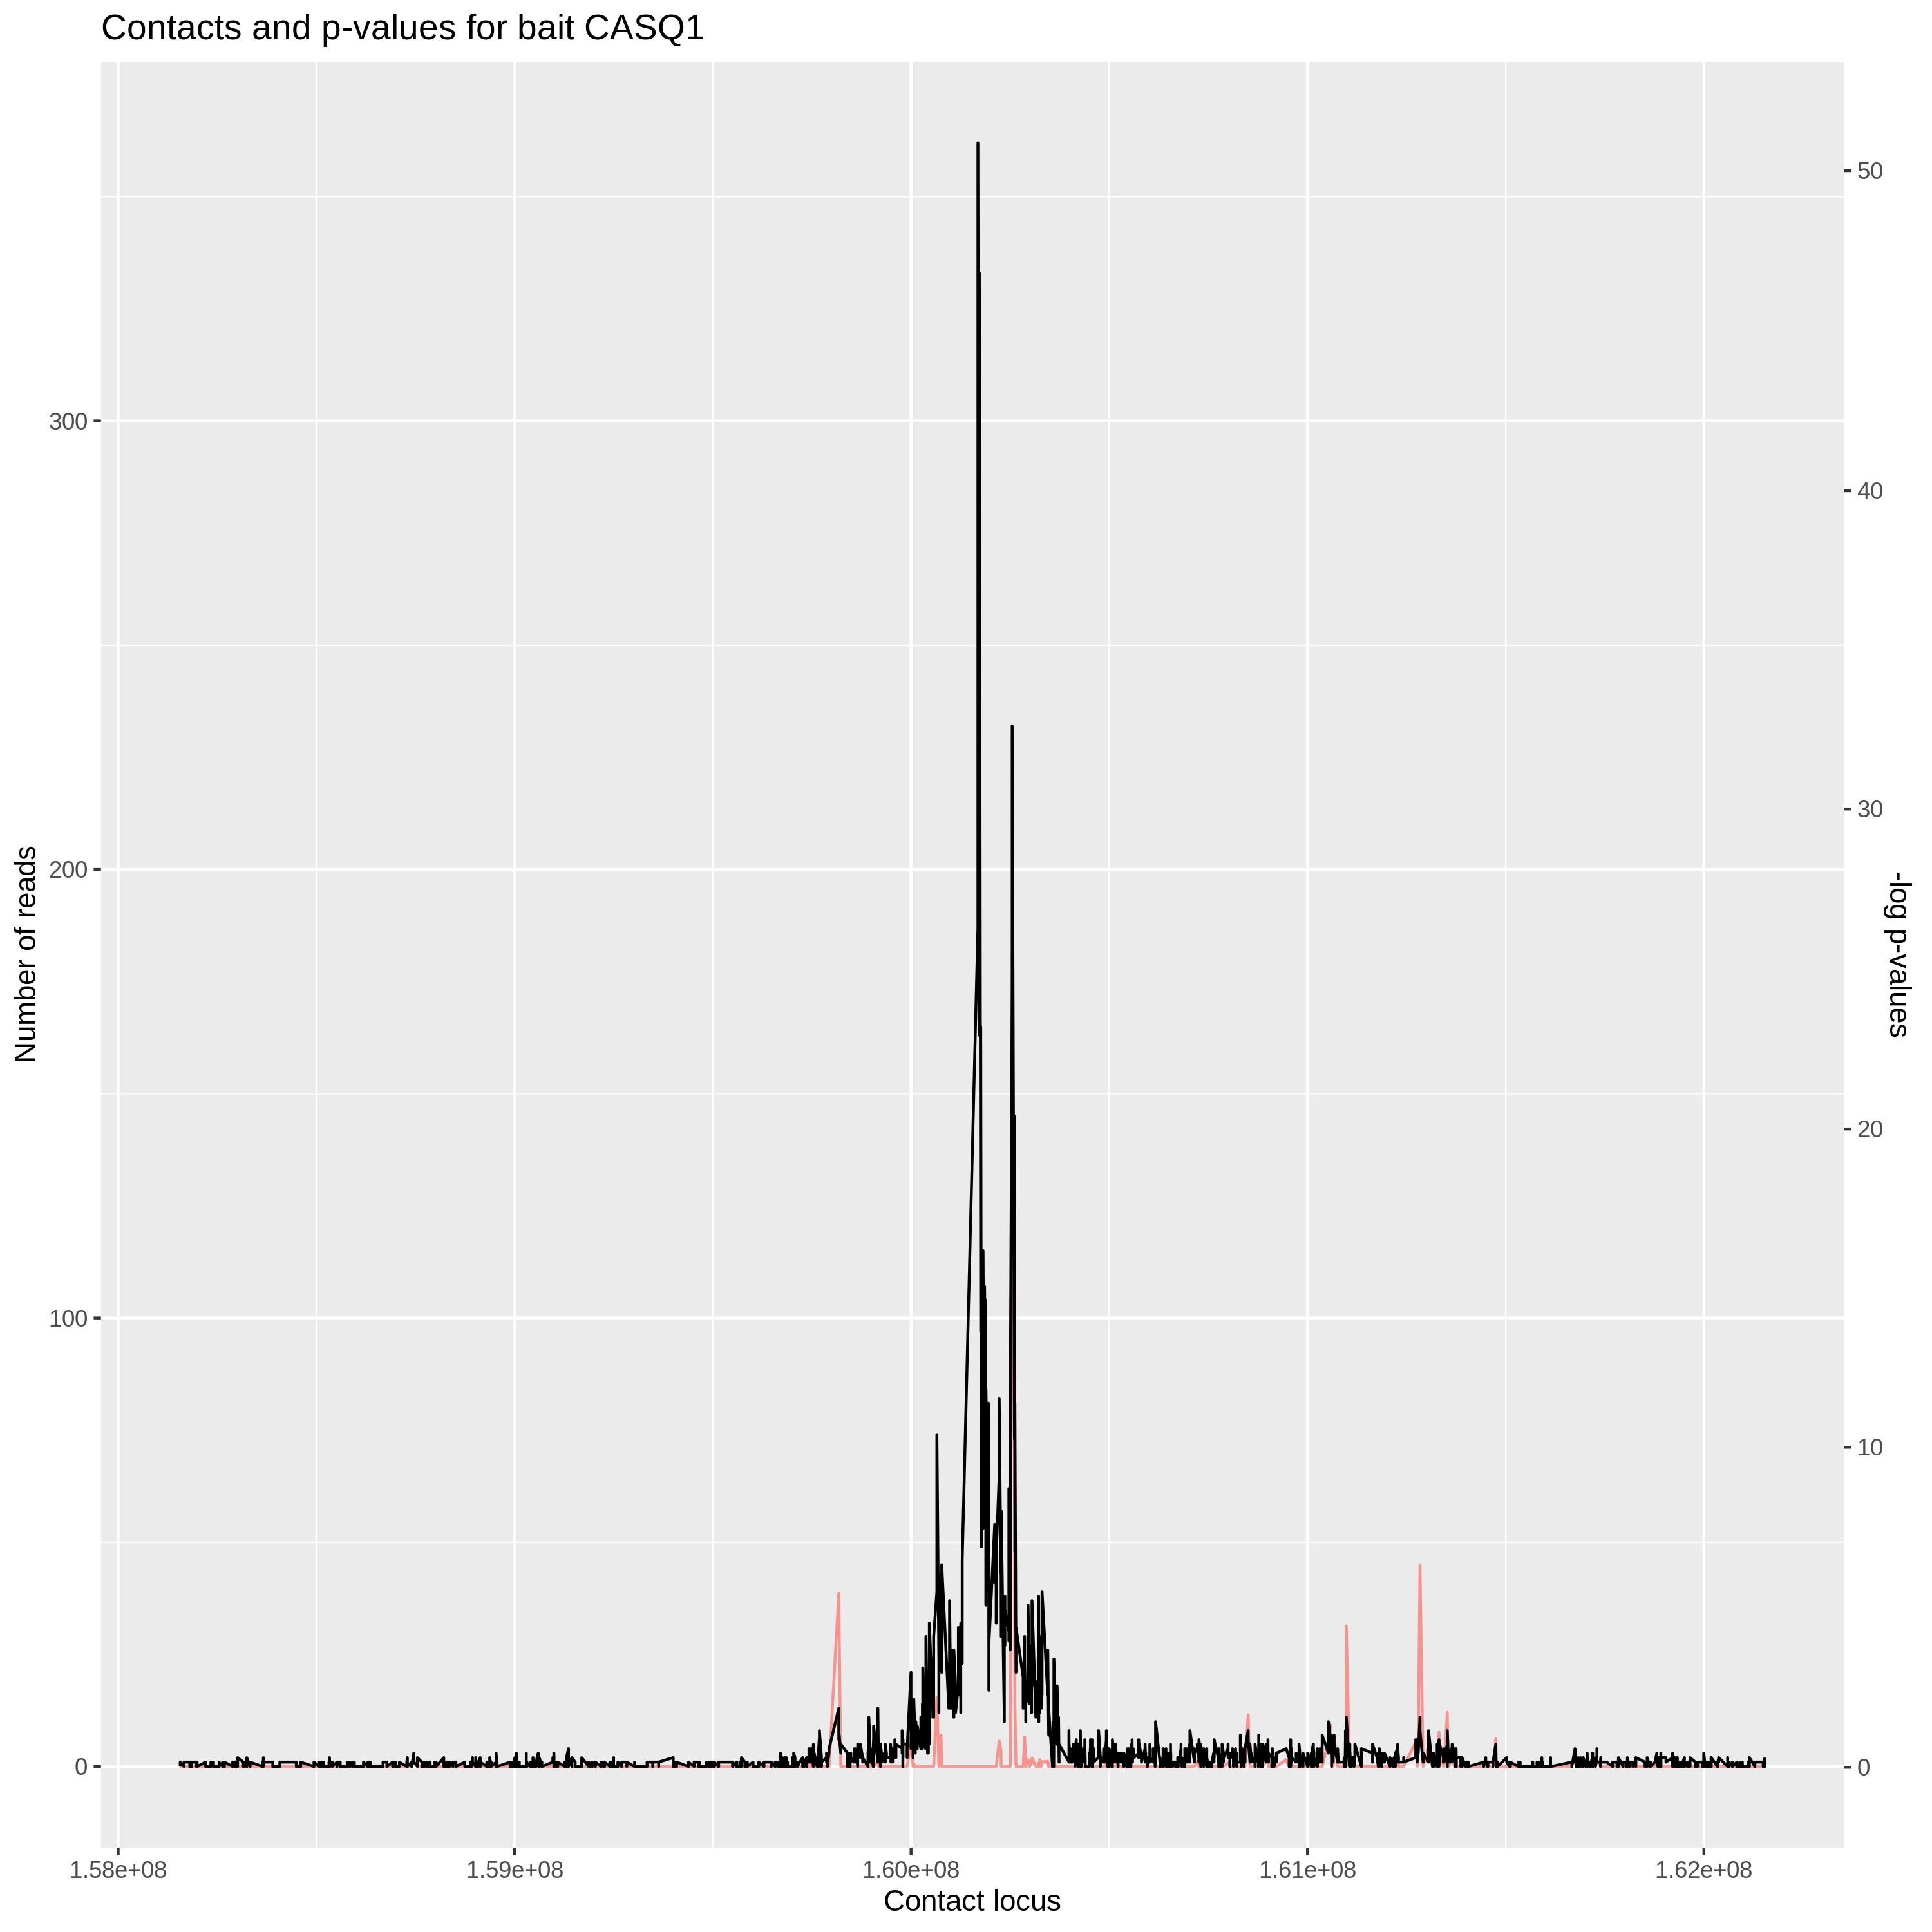 Contacts and p-values for bait CASQ1
Number of reads
300
200
100
0
50
40
30
20
10
0
-log p-values
1.58e+08 1.59e+08 1.60e+08 1.61e+08 1.62e+08
Contact locus